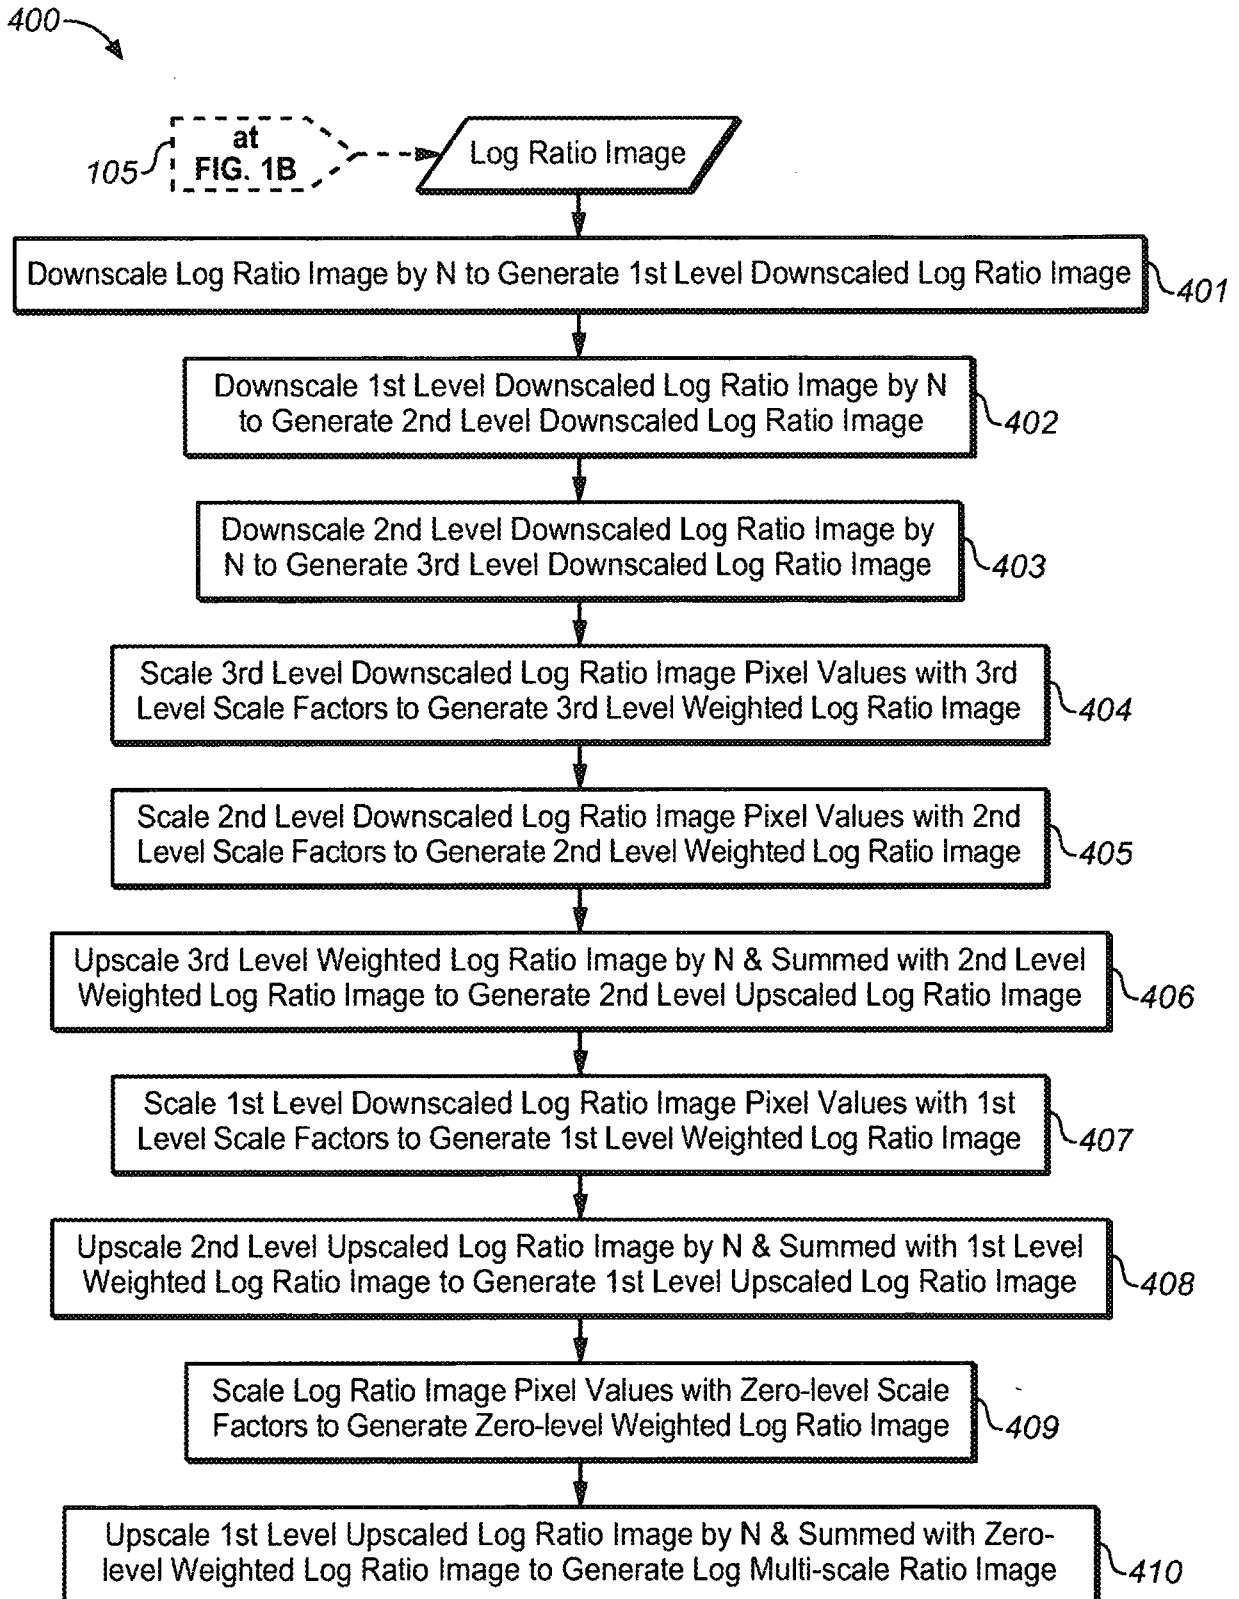 400
at
FIG. 1B
105
Log Ratio Image
Downscale Log Ratio Image by N to Generate 1st Level Downscaled Log Ratio Image
401
Downscale 1st Level Downscaled Log Ratio Image by N
to Generate 2nd Level Downscaled Log Ratio Image
402
Downscale 2nd Level Downscaled Log Ratio Image by
N to Generate 3rd Level Downscaled Log Ratio Image
403
Scale 3rd Level Downscaled Log Ratio Image Pixel Values with 3rd
Level Scale Factors to Generate 3rd Level Weighted Log Ratio Image
404
Scale 2nd Level Downscaled Log Ratio Image Pixel Values with 2nd
Level Scale Factors to Generate 2nd Level Weighted Log Ratio Image
405
Upscale 3rd Level Weighted Log Ratio Image by N & Summed with 2nd Level
Weighted Log Ratio Image to Generate 2nd Level Upscaled Log Ratio Image
406
Scale 1st Level Downscaled Log Ratio Image Pixel Values with 1st
Level Scale Factors to Generate 1st Level Weighted Log Ratio Image
407
Upscale 2nd Level Upscaled Log Ratio Image by N & Summed with 1st Level
Weighted Log Ratio Image to Generate 1st Level Upscaled Log Ratio Image
408
Scale Log Ratio Image Pixel Values with Zero-level Scale
Factors to Generate Zero-level Weighted Log Ratio Image
409
Upscale 1st Level Upscaled Log Ratio Image by N & Summed with Zero-
level Weighted Log Ratio Image to Generate Log Multi-scale Ratio Image
410